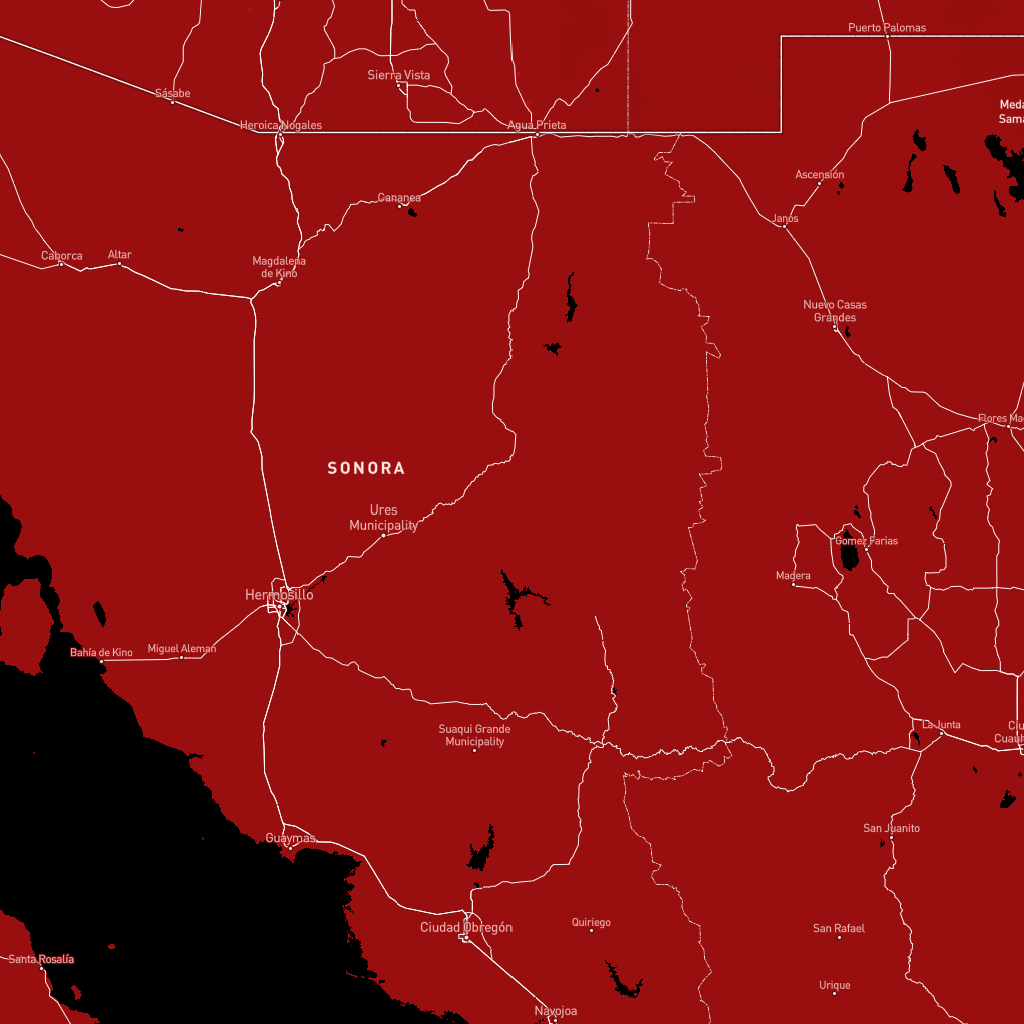 Puerto Palomas
Sierra Vista
Sásabe
Meda
Sama
Heroica Nogales
Agua Prieta
Ascensión
Cananea
Janos
Caborca
Altar
Magdalena
de Kino
Nuevo Casas
Grandes
Flores Mag
SONORA
Ures
Municipality
Gomez Farias
Madera
Hermosillo
Miguel Aleman
Bahía de Kino
Suaqui Grande
Municipality
La Junta
Ciu
Cuauh
San Juanito
Guaymas
Ciudad Obregón
Quiriego
San Rafael
Santa Rosalía
Urique
Navojoa